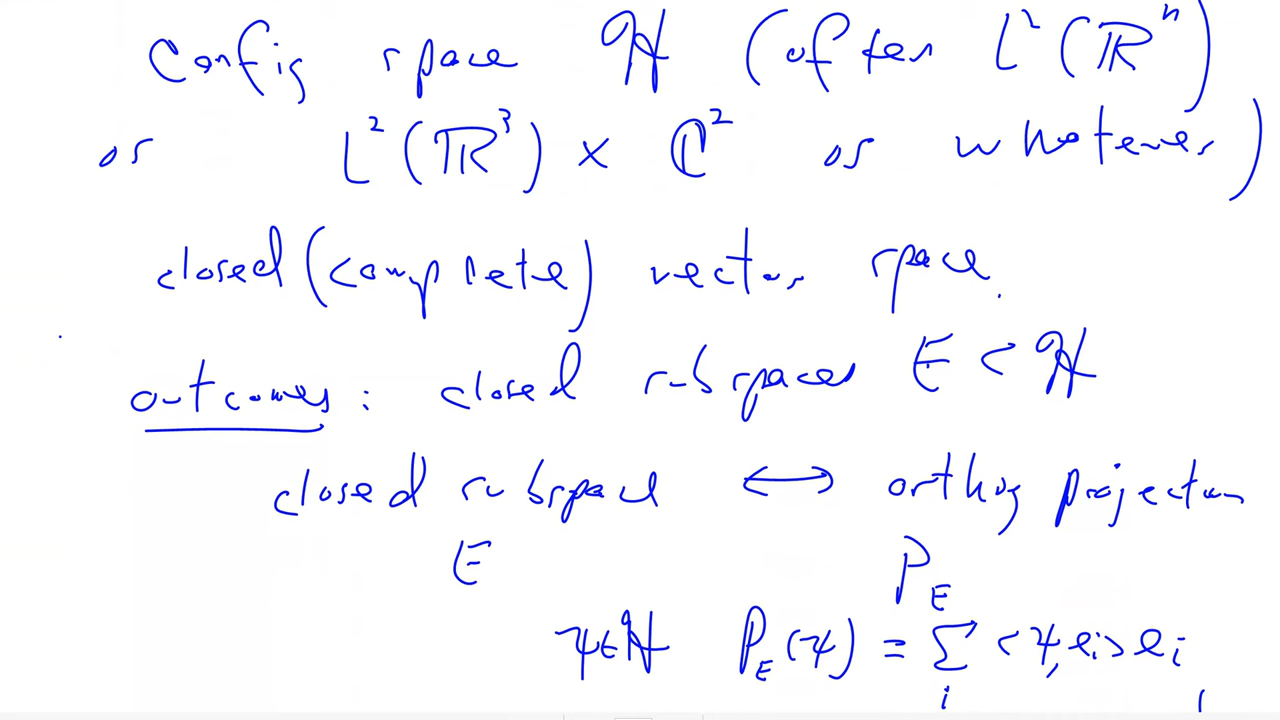 Config space ℋ (often L²(ℝⁿ)
or L²(ℝ³) × ℂ² or whatever)
closed (complete) vector space.
outcomes: closed subspaces E < ℋ
closed subspace ↔ orthog projection
E P_E
ψ∈ℋ P_E(ψ) = ∑_i <ψ,e_i> e_i